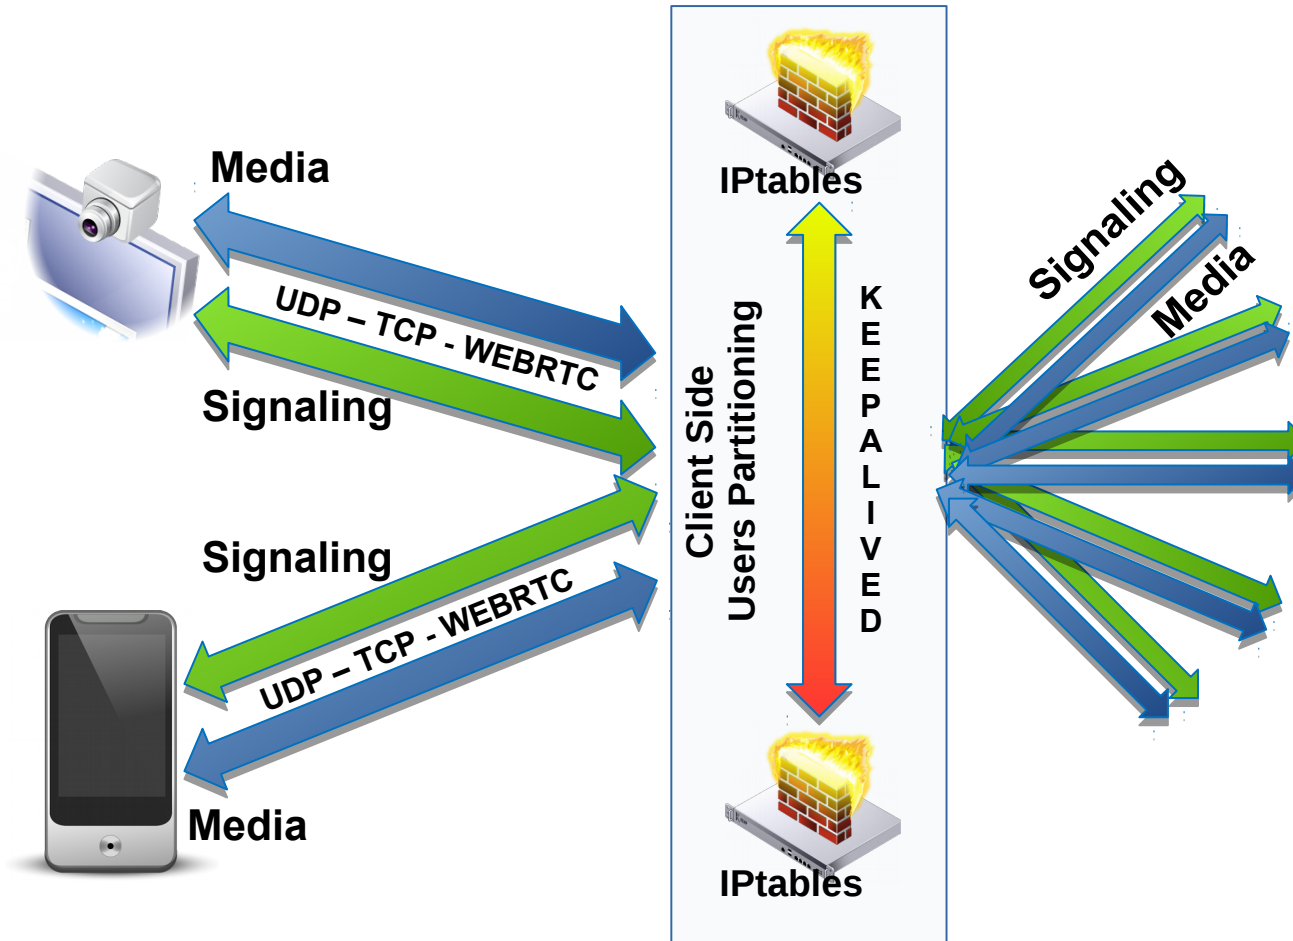 Media
UDP – TCP - WEBRTC
Signaling
Signaling
UDP – TCP - WEBRTC
Media
IPtables
Client Side
Users Partitioning
KEEPALIVED
IPtables
Signaling
Media